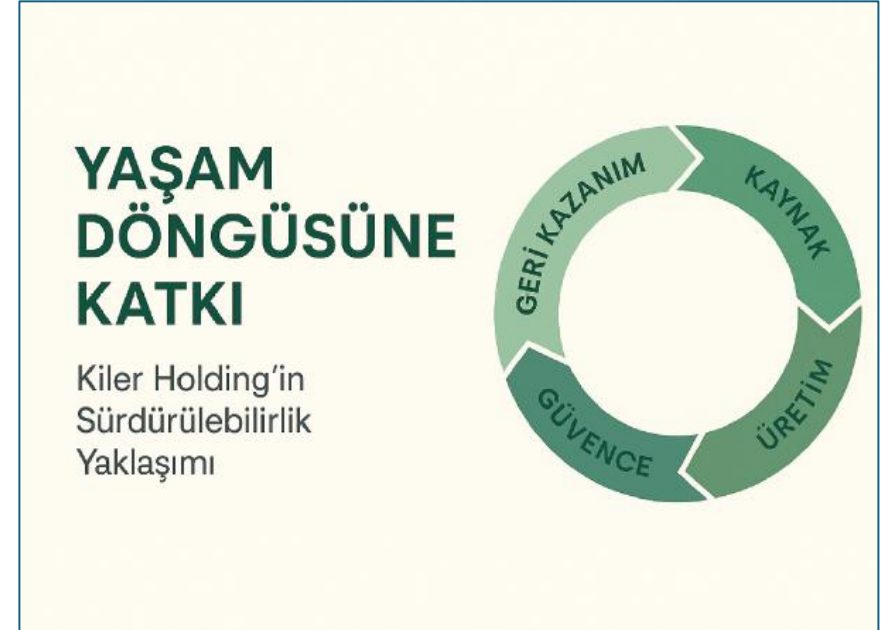 YAŞAM
DÖNGÜSÜNE
KATKI
Kiler Holding'in
Sürdürülebilirlik
Yaklaşımı
GERİ KAZANIM
KAYNAK
ÜRETİM
GÜVENCE